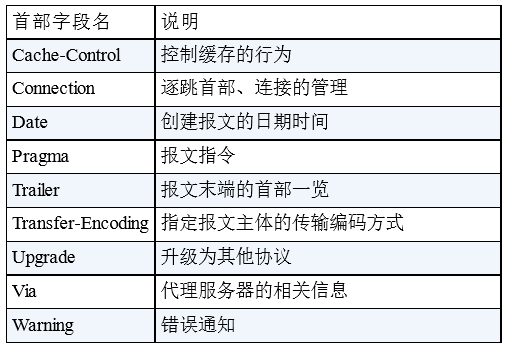 首部字段名 说明
Cache-Control 控制缓存的行为
Connection 逐跳首部、连接的管理
Date 创建报文的日期时间
Pragma 报文指令
Trailer 报文末端的首部一览
Transfer-Encoding 指定报文主体的传输编码方式
Upgrade 升级为其他协议
Via 代理服务器的相关信息
Warning 错误通知